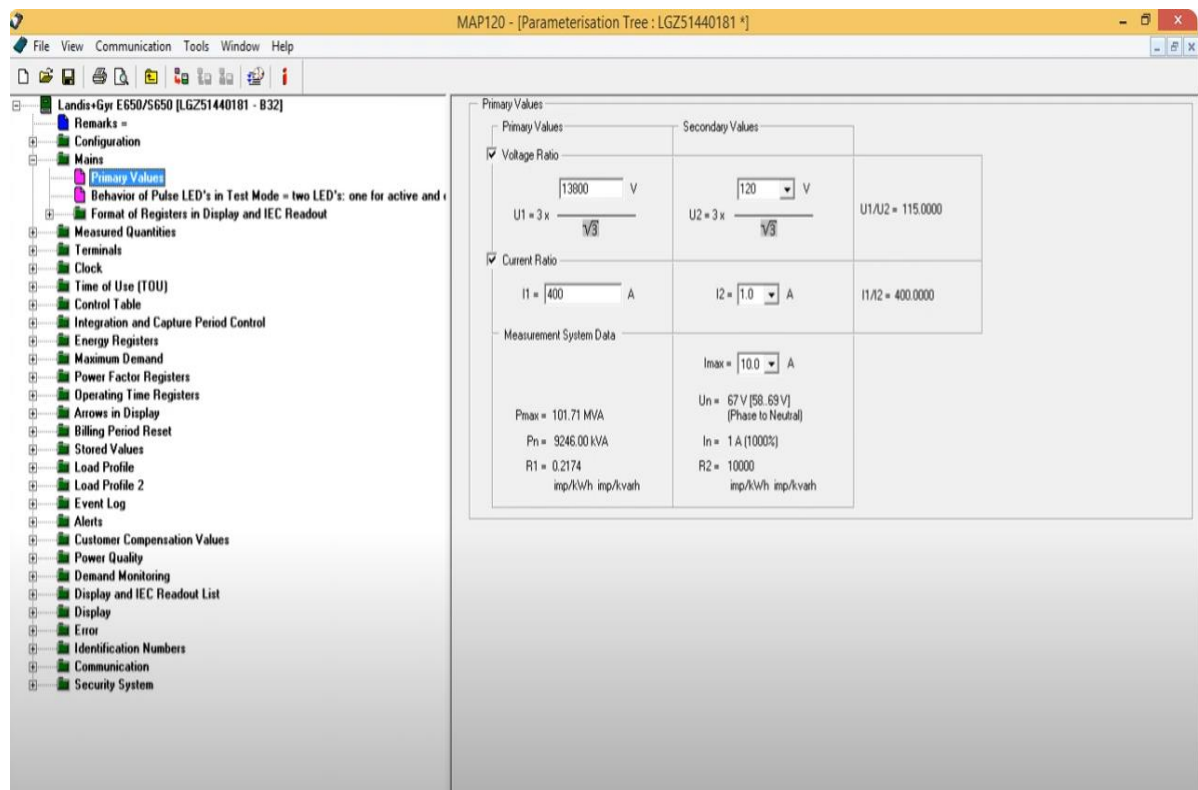 MAP120 - [Parameterisation Tree : LGZ51440181 *]
File View Communication Tools Window Help
Landis+Gyr E650/S650 [LGZ51440181 - B32]
Remarks =
Configuration
Mains
Primary Values
Behavior of Pulse LED's in Test Mode = two LED's: one for active and
Format of Registers in Display and IEC Readout
Measured Quantities
Terminals
Clock
Time of Use (TOU)
Control Table
Integration and Capture Period Control
Energy Registers
Maximum Demand
Power Factor Registers
Operating Time Registers
Arrows in Display
Billing Period Reset
Stored Values
Load Profile
Load Profile 2
Event Log
Alerts
Customer Compensation Values
Power Quality
Demand Monitoring
Display and IEC Readout List
Display
Error
Identification Numbers
Communication
Security System
Primary Values
Primary Values Secondary Values
Voltage Ratio
13800 V 120 V
U1 = 3 x U2 = 3 x U1/U2 = 115.0000
√3 √3
Current Ratio
I1 = 400 A I2 = 1.0 A I1/I2 = 400.0000
Measurement System Data
Imax = 10.0 A
Un = 67 V [58..69 V]
Pmax = 101.71 MVA (Phase to Neutral)
Pn = 9246.00 kVA In = 1 A (1000%)
R1 = 0.2174 R2 = 10000
imp/kWh imp/kvarh imp/kWh imp/kvarh